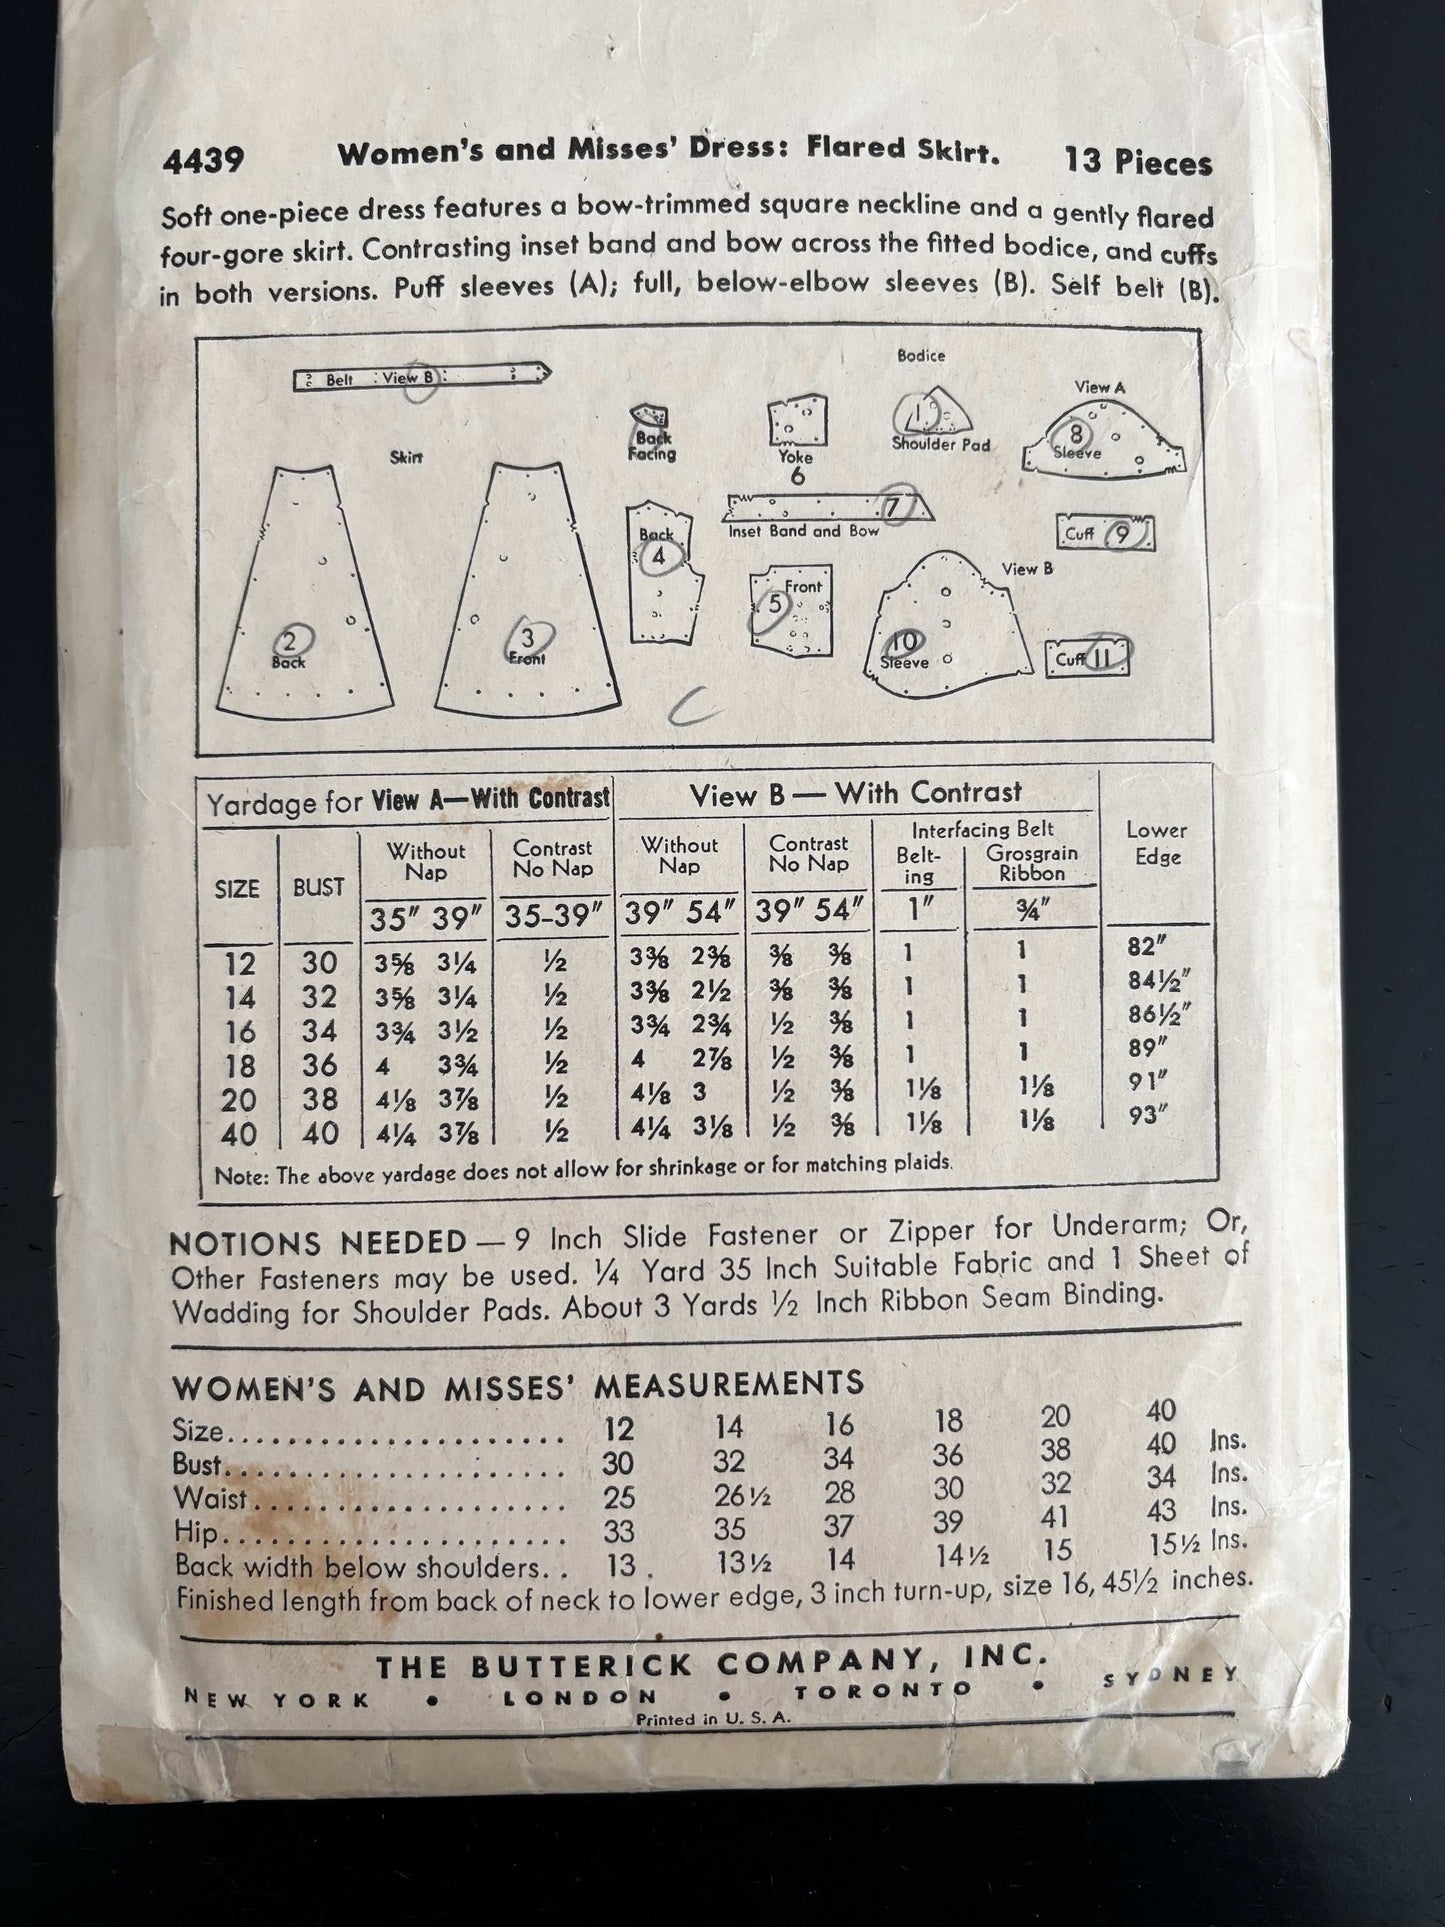 4439 Women's and Misses' Dress: Flared Skirt. 13 Pieces
Soft one-piece dress features a bow-trimmed square neckline and a gently flared
four-gore skirt. Contrasting inset band and bow across the fitted bodice, and cuffs
in both versions. Puff sleeves (A); full, below-elbow sleeves (B). Self belt (B).
Bodice
Belt View B
View A
Back
Facing
Yoke
6
1
Shoulder Pad
8
Sleeve
Skirt
7
Inset Band and Bow
Cuff 9
Back
4
Front
5
View B
2
Back
3
Front
10
Sleeve
Cuff 11
C
Yardage for View A—With Contrast View B — With Contrast
SIZE BUST Without Nap Contrast No Nap Without Nap Contrast No Nap Interfacing Belt Lower Edge
Belt-ing Grosgrain Ribbon
35" 39" 35-39" 39" 54" 39" 54" 1" ¾"
12 30 3⅝ 3¼ ½ 3⅜ 2⅜ ⅜ ⅜ 1 1 82"
14 32 3⅝ 3¼ ½ 3⅜ 2½ ⅜ ⅜ 1 1 84½"
16 34 3¾ 3½ ½ 3¾ 2¾ ½ ⅜ 1 1 86½"
18 36 4 3¾ ½ 4 2⅞ ½ ⅜ 1 1 89"
20 38 4⅛ 3⅞ ½ 4⅛ 3 ½ ⅜ 1⅛ 1⅛ 91"
40 40 4¼ 3⅞ ½ 4¼ 3⅛ ½ ⅜ 1⅛ 1⅛ 93"
Note: The above yardage does not allow for shrinkage or for matching plaids.
NOTIONS NEEDED — 9 Inch Slide Fastener or Zipper for Underarm; Or,
Other Fasteners may be used. ¼ Yard 35 Inch Suitable Fabric and 1 Sheet of
Wadding for Shoulder Pads. About 3 Yards ½ Inch Ribbon Seam Binding.
WOMEN'S AND MISSES' MEASUREMENTS
Size...................... 12 14 16 18 20 40
Bust...................... 30 32 34 36 38 40 Ins.
Waist.................... 25 26½ 28 30 32 34 Ins.
Hip...................... 33 35 37 39 41 43 Ins.
Back width below shoulders.. 13 13½ 14 14½ 15 15½ Ins.
Finished length from back of neck to lower edge, 3 inch turn-up, size 16, 45½ inches.
THE BUTTERICK COMPANY, INC.
NEW YORK • LONDON • TORONTO • SYDNEY
Printed in U. S. A.